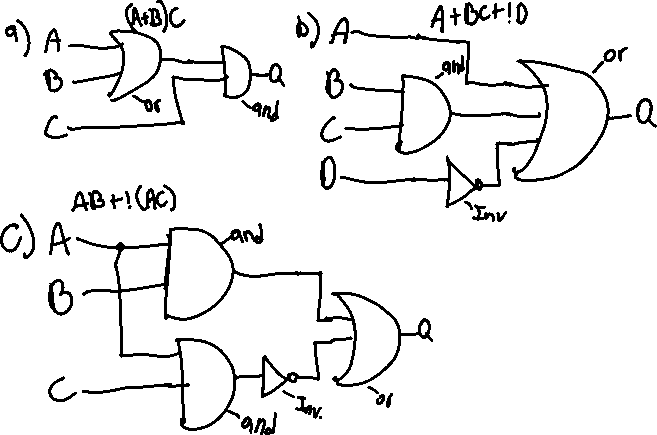 a) (A+B)C
A
B
C
or
and
Q
b) A+BC+!D
A
B
C
D
and
Inv
or
Q
C) AB+!(AC)
A
B
C
and
and
Inv.
or
Q